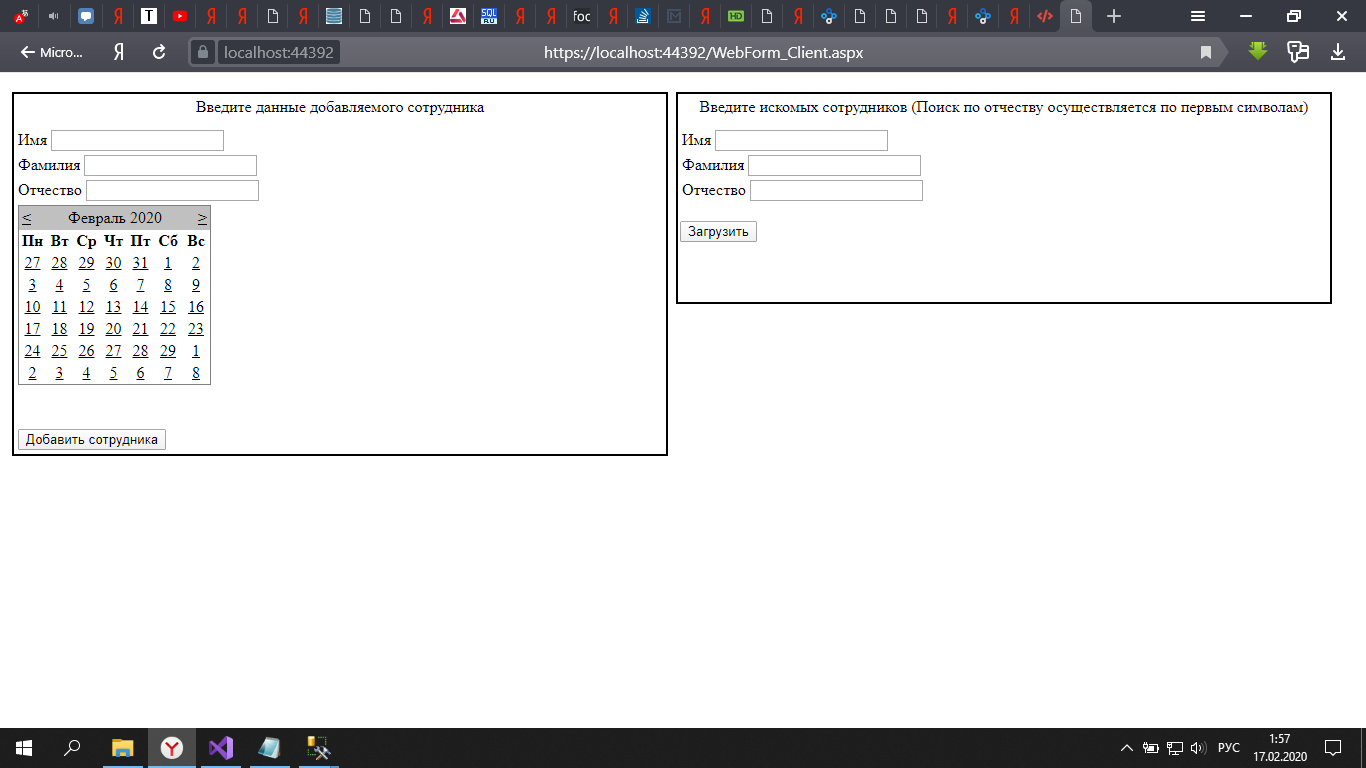 Micro...
localhost:44392
https://localhost:44392/WebForm_Client.aspx
Введите данные добавляемого сотрудника
Имя
Фамилия
Отчество
< Февраль 2020 >
Пн Вт Ср Чт Пт Сб Вс
27 28 29 30 31 1 2
3 4 5 6 7 8 9
10 11 12 13 14 15 16
17 18 19 20 21 22 23
24 25 26 27 28 29 1
2 3 4 5 6 7 8
Добавить сотрудника
Введите искомых сотрудников (Поиск по отчеству осуществляется по первым символам)
Имя
Фамилия
Отчество
Загрузить
РУС
1:57
17.02.2020